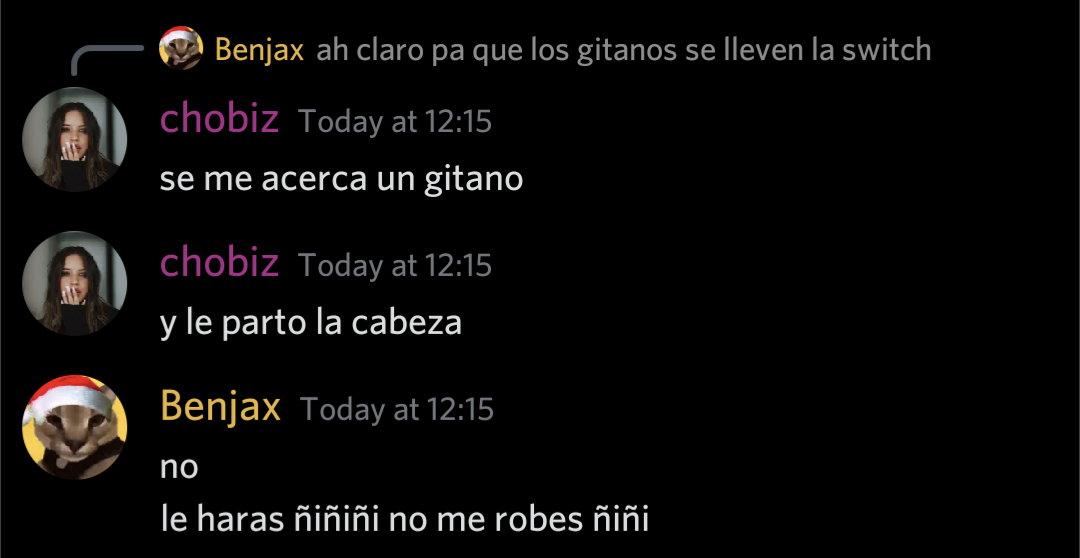 Benjax ah claro pa que los gitanos se lleven la switch
chobiz Today at 12:15
se me acerca un gitano
chobiz Today at 12:15
y le parto la cabeza
Benjax Today at 12:15
no
le haras ñiñiñi no me robes ñiñi